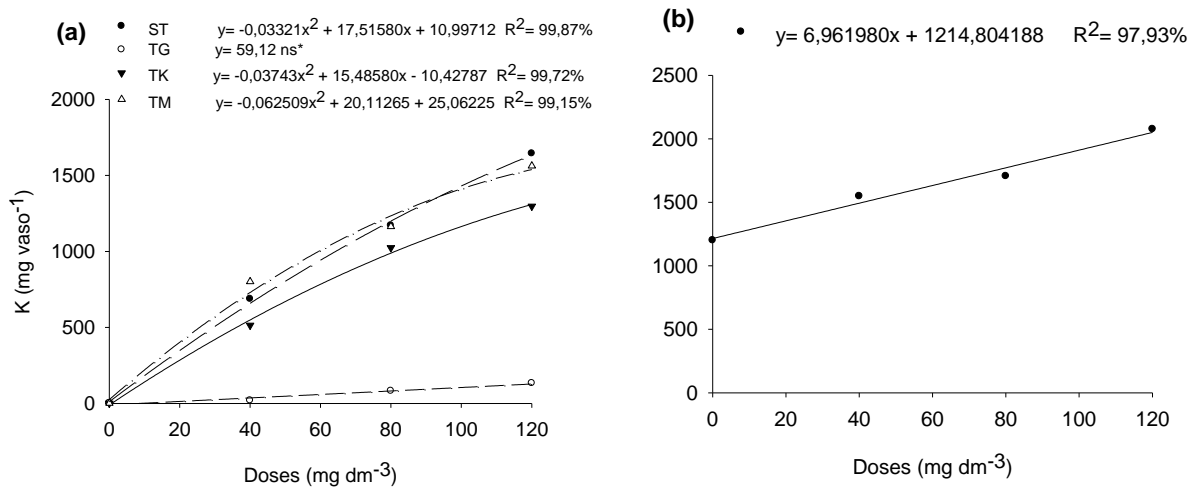 (a)
ST y= -0,03321x² + 17,51580x + 10,99712 R²= 99,87%
TG y= 59,12 ns*
TK y= -0,03743x² + 15,48580x - 10,42787 R²= 99,72%
TM y= -0,062509x² + 20,11265 + 25,06225 R²= 99,15%
2000
1500
1000
500
0
K (mg vaso⁻¹)
0 20 40 60 80 100 120
Doses (mg dm⁻³)
(b)
y= 6,961980x + 1214,804188 R²= 97,93%
2500
2000
1500
1000
500
0
0 20 40 60 80 100 120
Doses (mg dm⁻³)